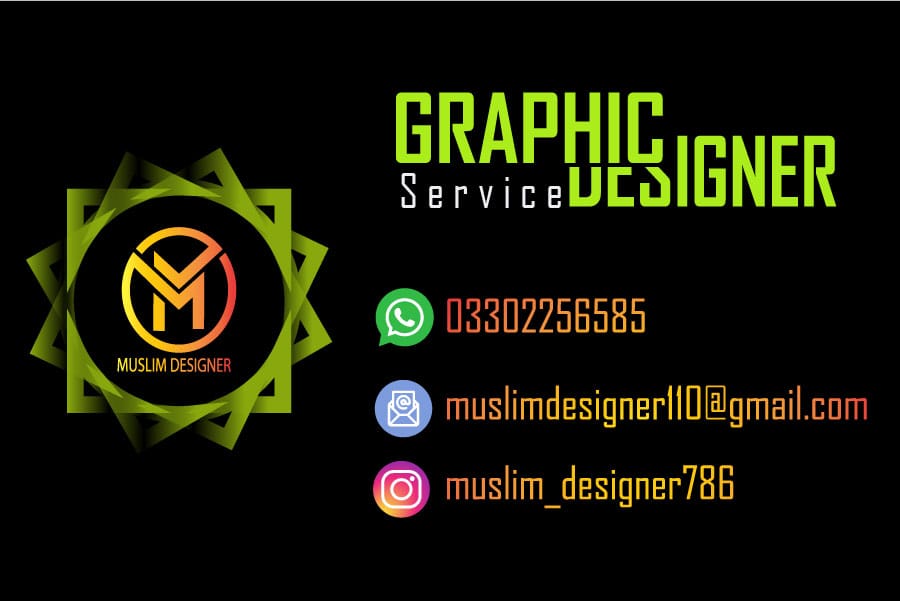 GRAPHIC
Service DESIGNER
M
MUSLIM DESIGNER
03302256585
muslimdesigner110@gmail.com
muslim_designer786